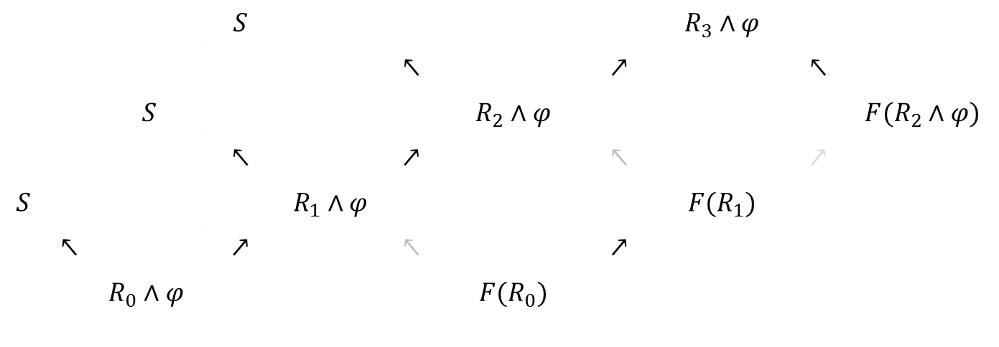 S R₃ ∧ φ
↖ ↗ ↖
S R₂ ∧ φ F(R₂ ∧ φ)
↖ ↗ ↖ ↗
S R₁ ∧ φ F(R₁)
↖ ↗ ↖ ↗
R₀ ∧ φ F(R₀)